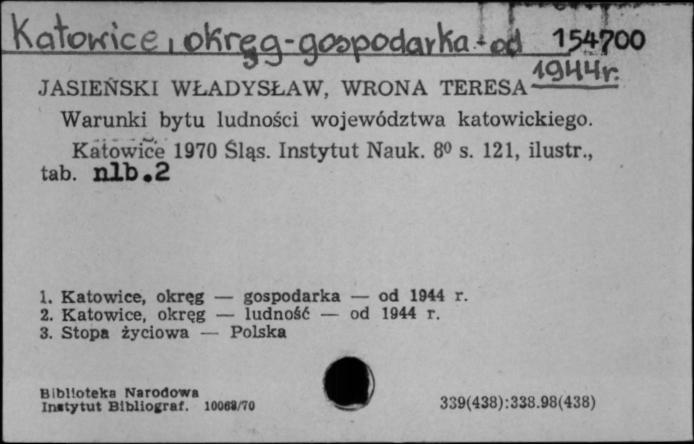 Katowice, okręg - gospodarka - od 154700
1944 r.
JASIEŃSKI WŁADYSŁAW, WRONA TERESA
Warunki bytu ludności województwa katowickiego.
Katowice 1970 Śląs. Instytut Nauk. 8⁰ s. 121, ilustr.,
tab. nlb.2
1. Katowice, okręg — gospodarka — od 1944 r.
2. Katowice, okręg — ludność — od 1944 r.
3. Stopa życiowa — Polska
Biblioteka Narodowa
Instytut Bibliograf. 10068/70
339(438):338.98(438)